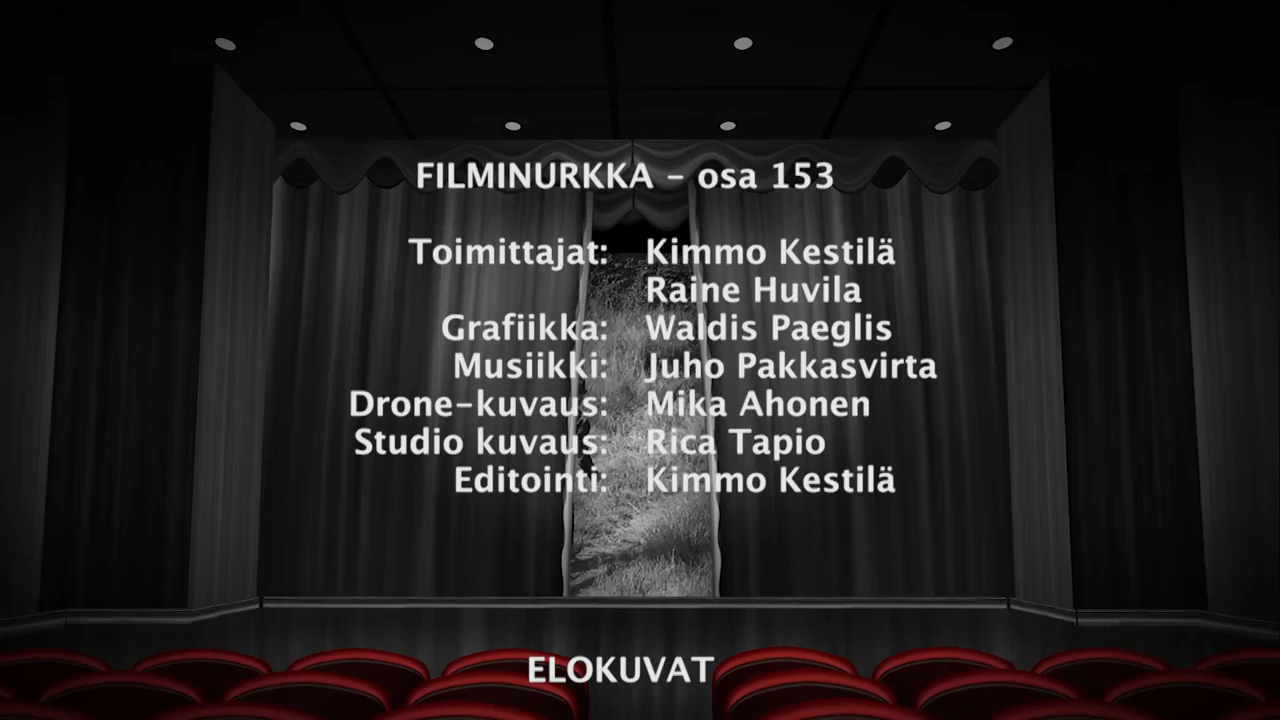 FILMINURKKA - osa 153
Toimittajat: Kimmo Kestilä
Raine Huvila
Grafiikka: Waldis Paeglis
Musiikki: Juho Pakkasvirta
Drone-kuvaus: Mika Ahonen
Studio kuvaus: Rica Tapio
Editointi: Kimmo Kestilä
ELOKUVAT